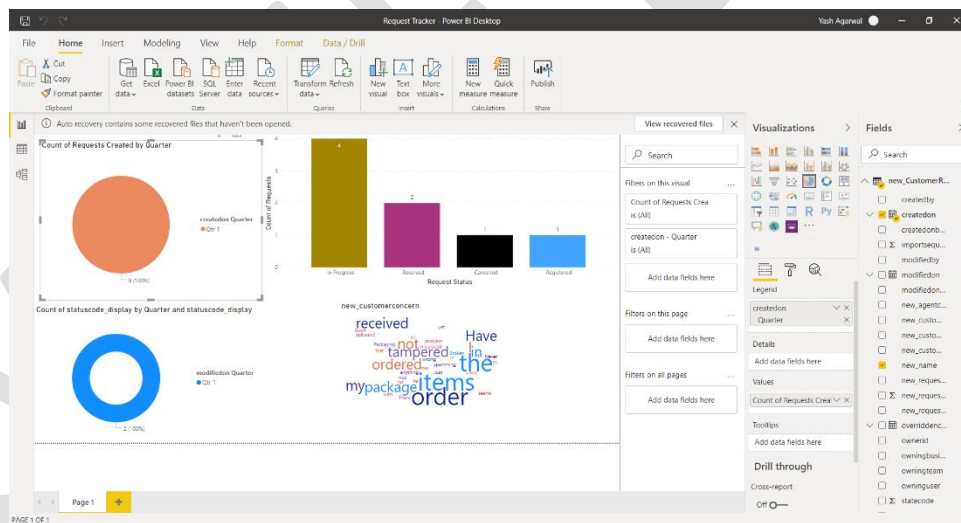 Request Tracker - Power BI Desktop
Yash Agarwal
File Home Insert Modeling View Help Format Data / Drill
Paste
Cut
Copy
Format painter
Get data
Excel
Power BI datasets
SQL Server
Enter data
Recent sources
Transform data
Refresh
New visual
Text box
More visuals
New measure
Quick measure
Publish
Clipboard
Data
Queries
Insert
Calculations
Share
Auto recovery contains some recovered files that haven't been opened.
View recovered files
Count of Requests Created by Quarter
createdon Quarter
Qtr 1
8 (100%)
Count of Requests
4
3
2
1
0
4
2
1
1
In Progress
Received
Canceled
Registered
Request Status
Count of statuscode_display by Quarter and statuscode_display
modifiedon Quarter
Qtr 1
2 (100%)
new_customerconcern
received
Have
not
tampered
in
the
ordered
my
package
items
order
Search
Filters on this visual
Count of Requests Crea
is (All)
createdon - Quarter
is (All)
Add data fields here
Filters on this page
Add data fields here
Filters on all pages
Add data fields here
Visualizations
R Py
Legend
createdon
Quarter
Details
Add data fields here
Values
Count of Requests Crea
Tooltips
Add data fields here
Drill through
Cross-report
Off
Fields
Search
new_CustomerR...
createdby
createdon
createdonb...
Σ importsequ...
modifiedby
modifiedon
modifiedon...
new_agentc...
new_custo...
new_custo...
new_custo...
new_name
new_reques...
Σ new_reques...
new_reques...
overriddenc...
ownerid
owningbusi...
owningteam
owninguser
Σ statecode
Page 1
PAGE 1 OF 1